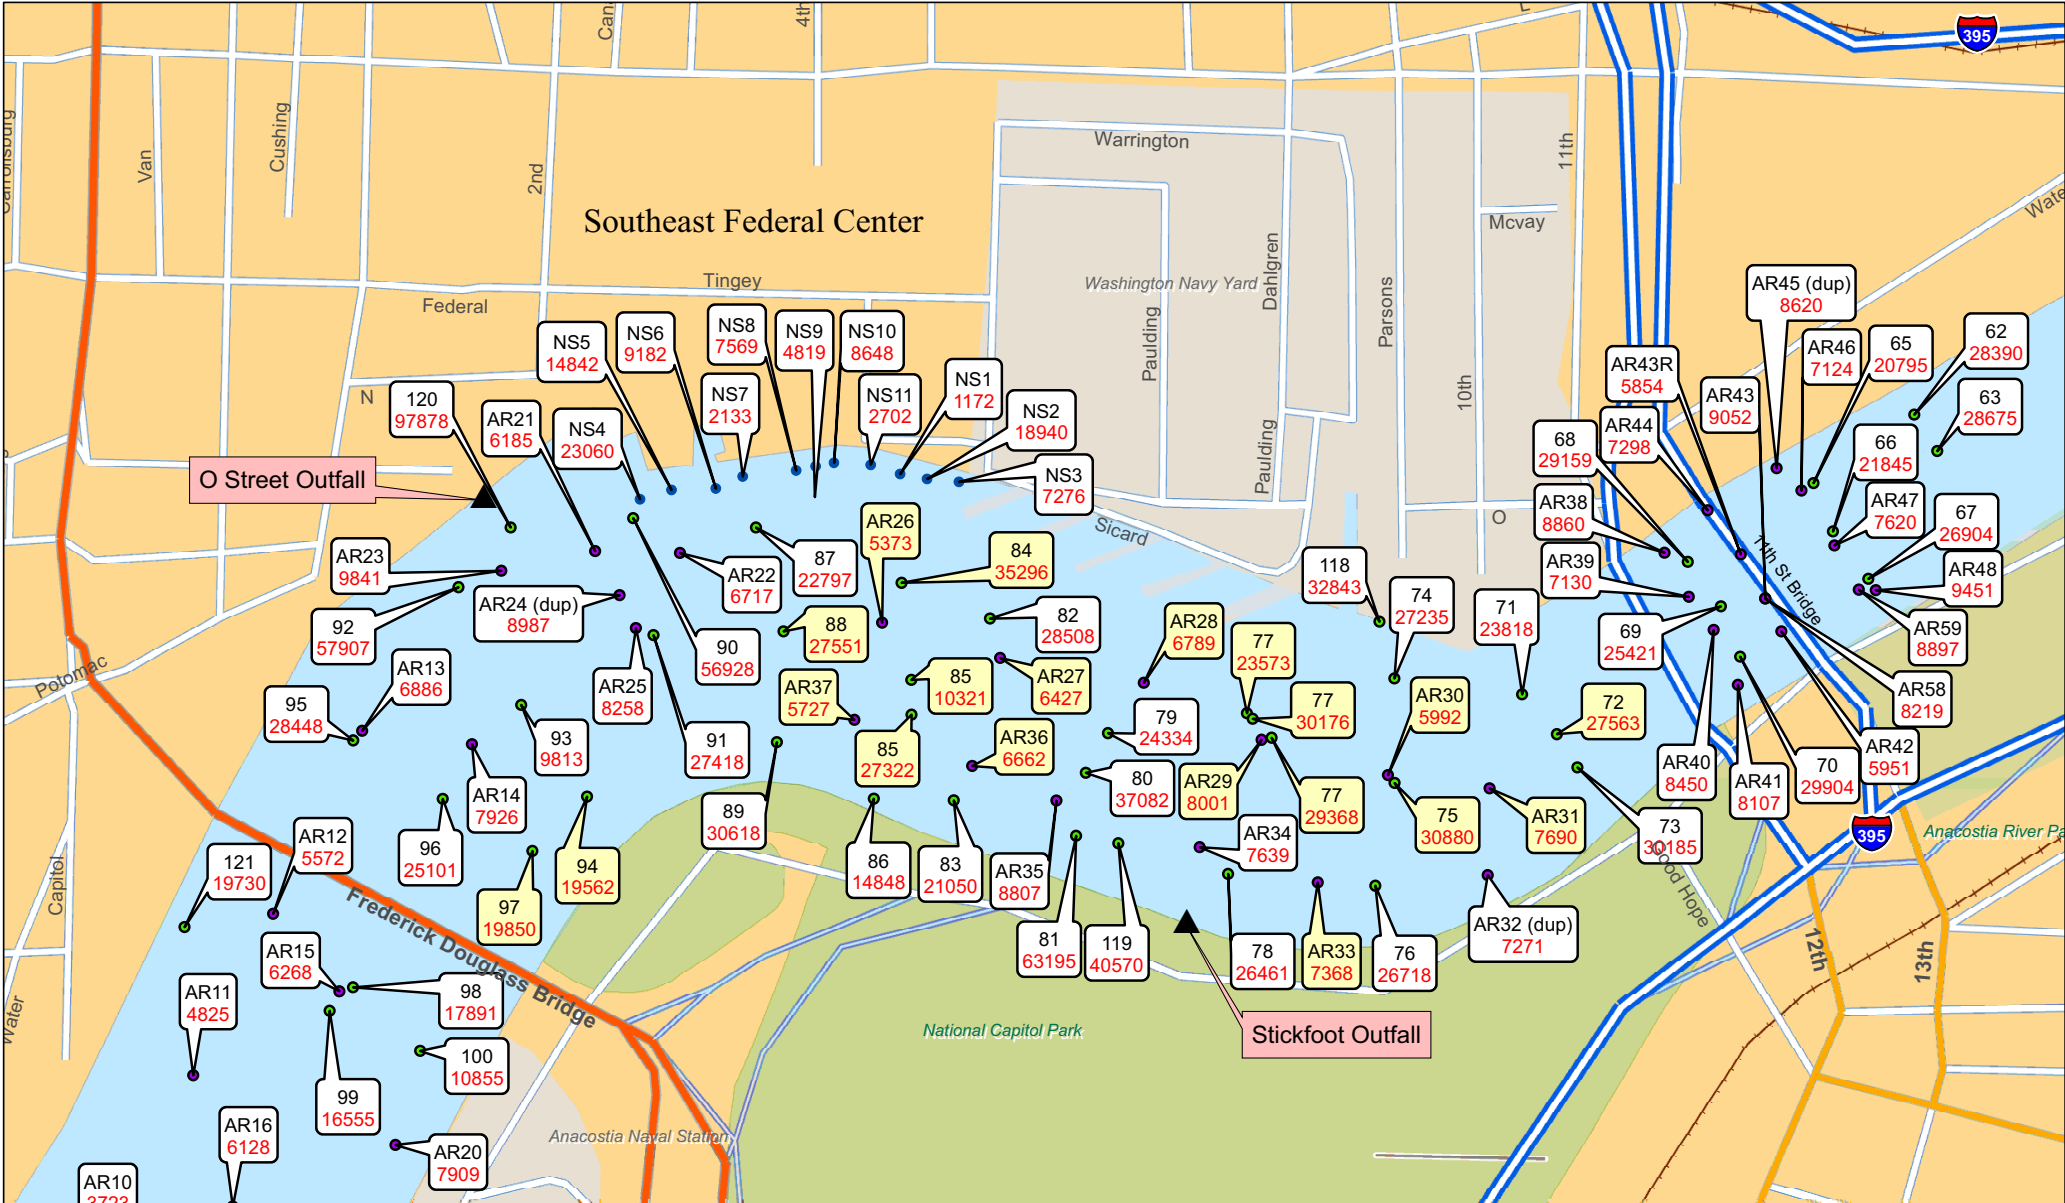 4th
395
Van
Cushing
2nd
Warrington
11th
Southeast Federal Center
Mcvay
Tingey
Federal
Washington Navy Yard
Dahlgren
Paulding
Parsons
10th
Paulding
N
O
Sicard
AR45 (dup)
8620
NS5
14842
NS6
9182
NS8
7569
NS9
4819
NS10
8648
NS7
2133
NS11
2702
NS1
1172
NS2
18940
NS3
7276
120
97878
AR21
6185
NS4
23060
O Street Outfall
AR43R
5854
AR43
9052
AR46
7124
65
20795
62
28390
63
28675
68
29159
AR44
7298
66
21845
AR38
8860
AR47
7620
67
26904
AR39
7130
AR48
9451
AR59
8897
11th St Bridge
AR23
9841
AR24 (dup)
8987
AR22
6717
87
22797
AR26
5373
84
35296
82
28508
118
32843
74
27235
71
23818
69
25421
92
57907
88
27551
90
56928
AR28
6789
77
23573
AR58
8219
Potomac
95
28448
AR13
6886
AR25
8258
AR37
5727
85
10321
AR27
6427
77
30176
AR30
5992
72
27563
93
9813
91
27418
85
27322
AR36
6662
79
24334
AR42
5951
AR14
7926
89
30618
80
37082
AR29
8001
77
29368
75
30880
AR31
7690
73
30185
AR40
8450
AR41
8107
70
29904
395
Anacostia River Pa
Good Hope
121
19730
AR12
5572
96
25101
94
19562
97
19850
86
14848
83
21050
AR35
8807
AR34
7639
Capitol
Frederick Douglass Bridge
81
63195
119
40570
78
26461
AR33
7368
76
26718
AR32 (dup)
7271
12th
13th
AR15
6268
98
17891
AR11
4825
Water
National Capitol Park
Stickfoot Outfall
100
10855
99
16555
AR16
6128
AR20
7909
Anacostia Naval Station
AR10
3723